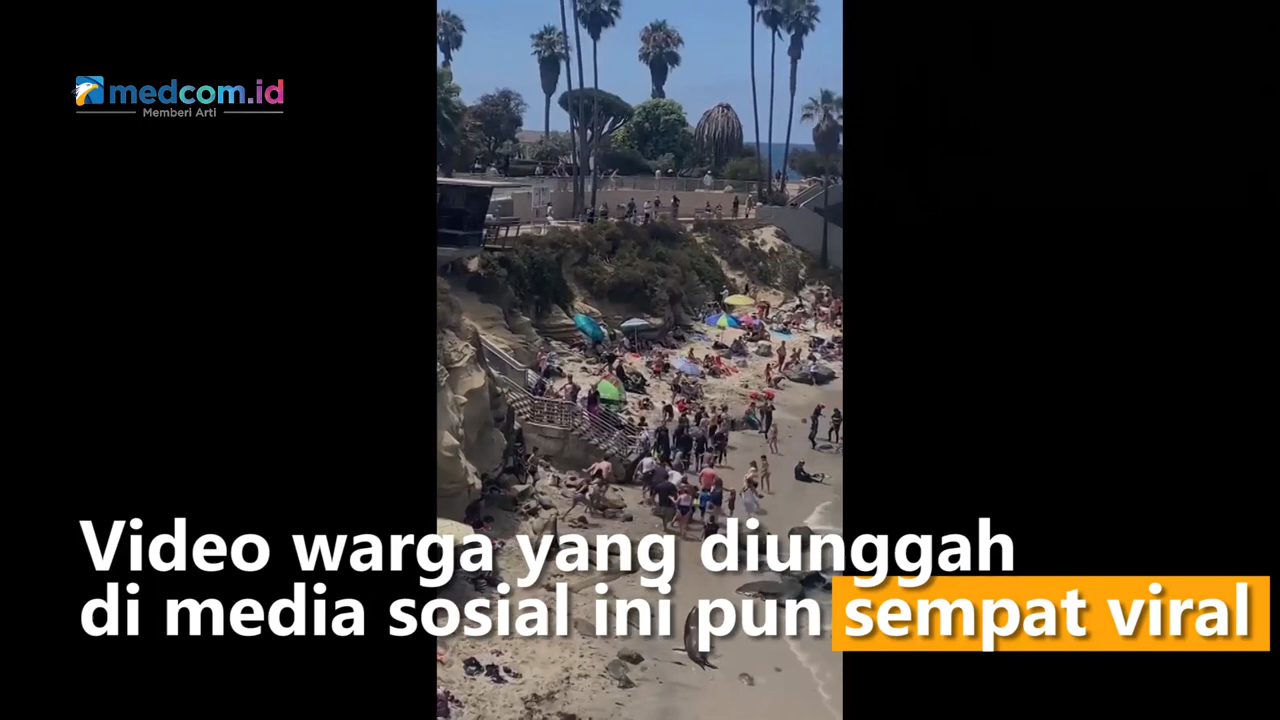 medcom.id
Memberi Arti
Video warga yang diunggah
di media sosial ini pun sempat viral